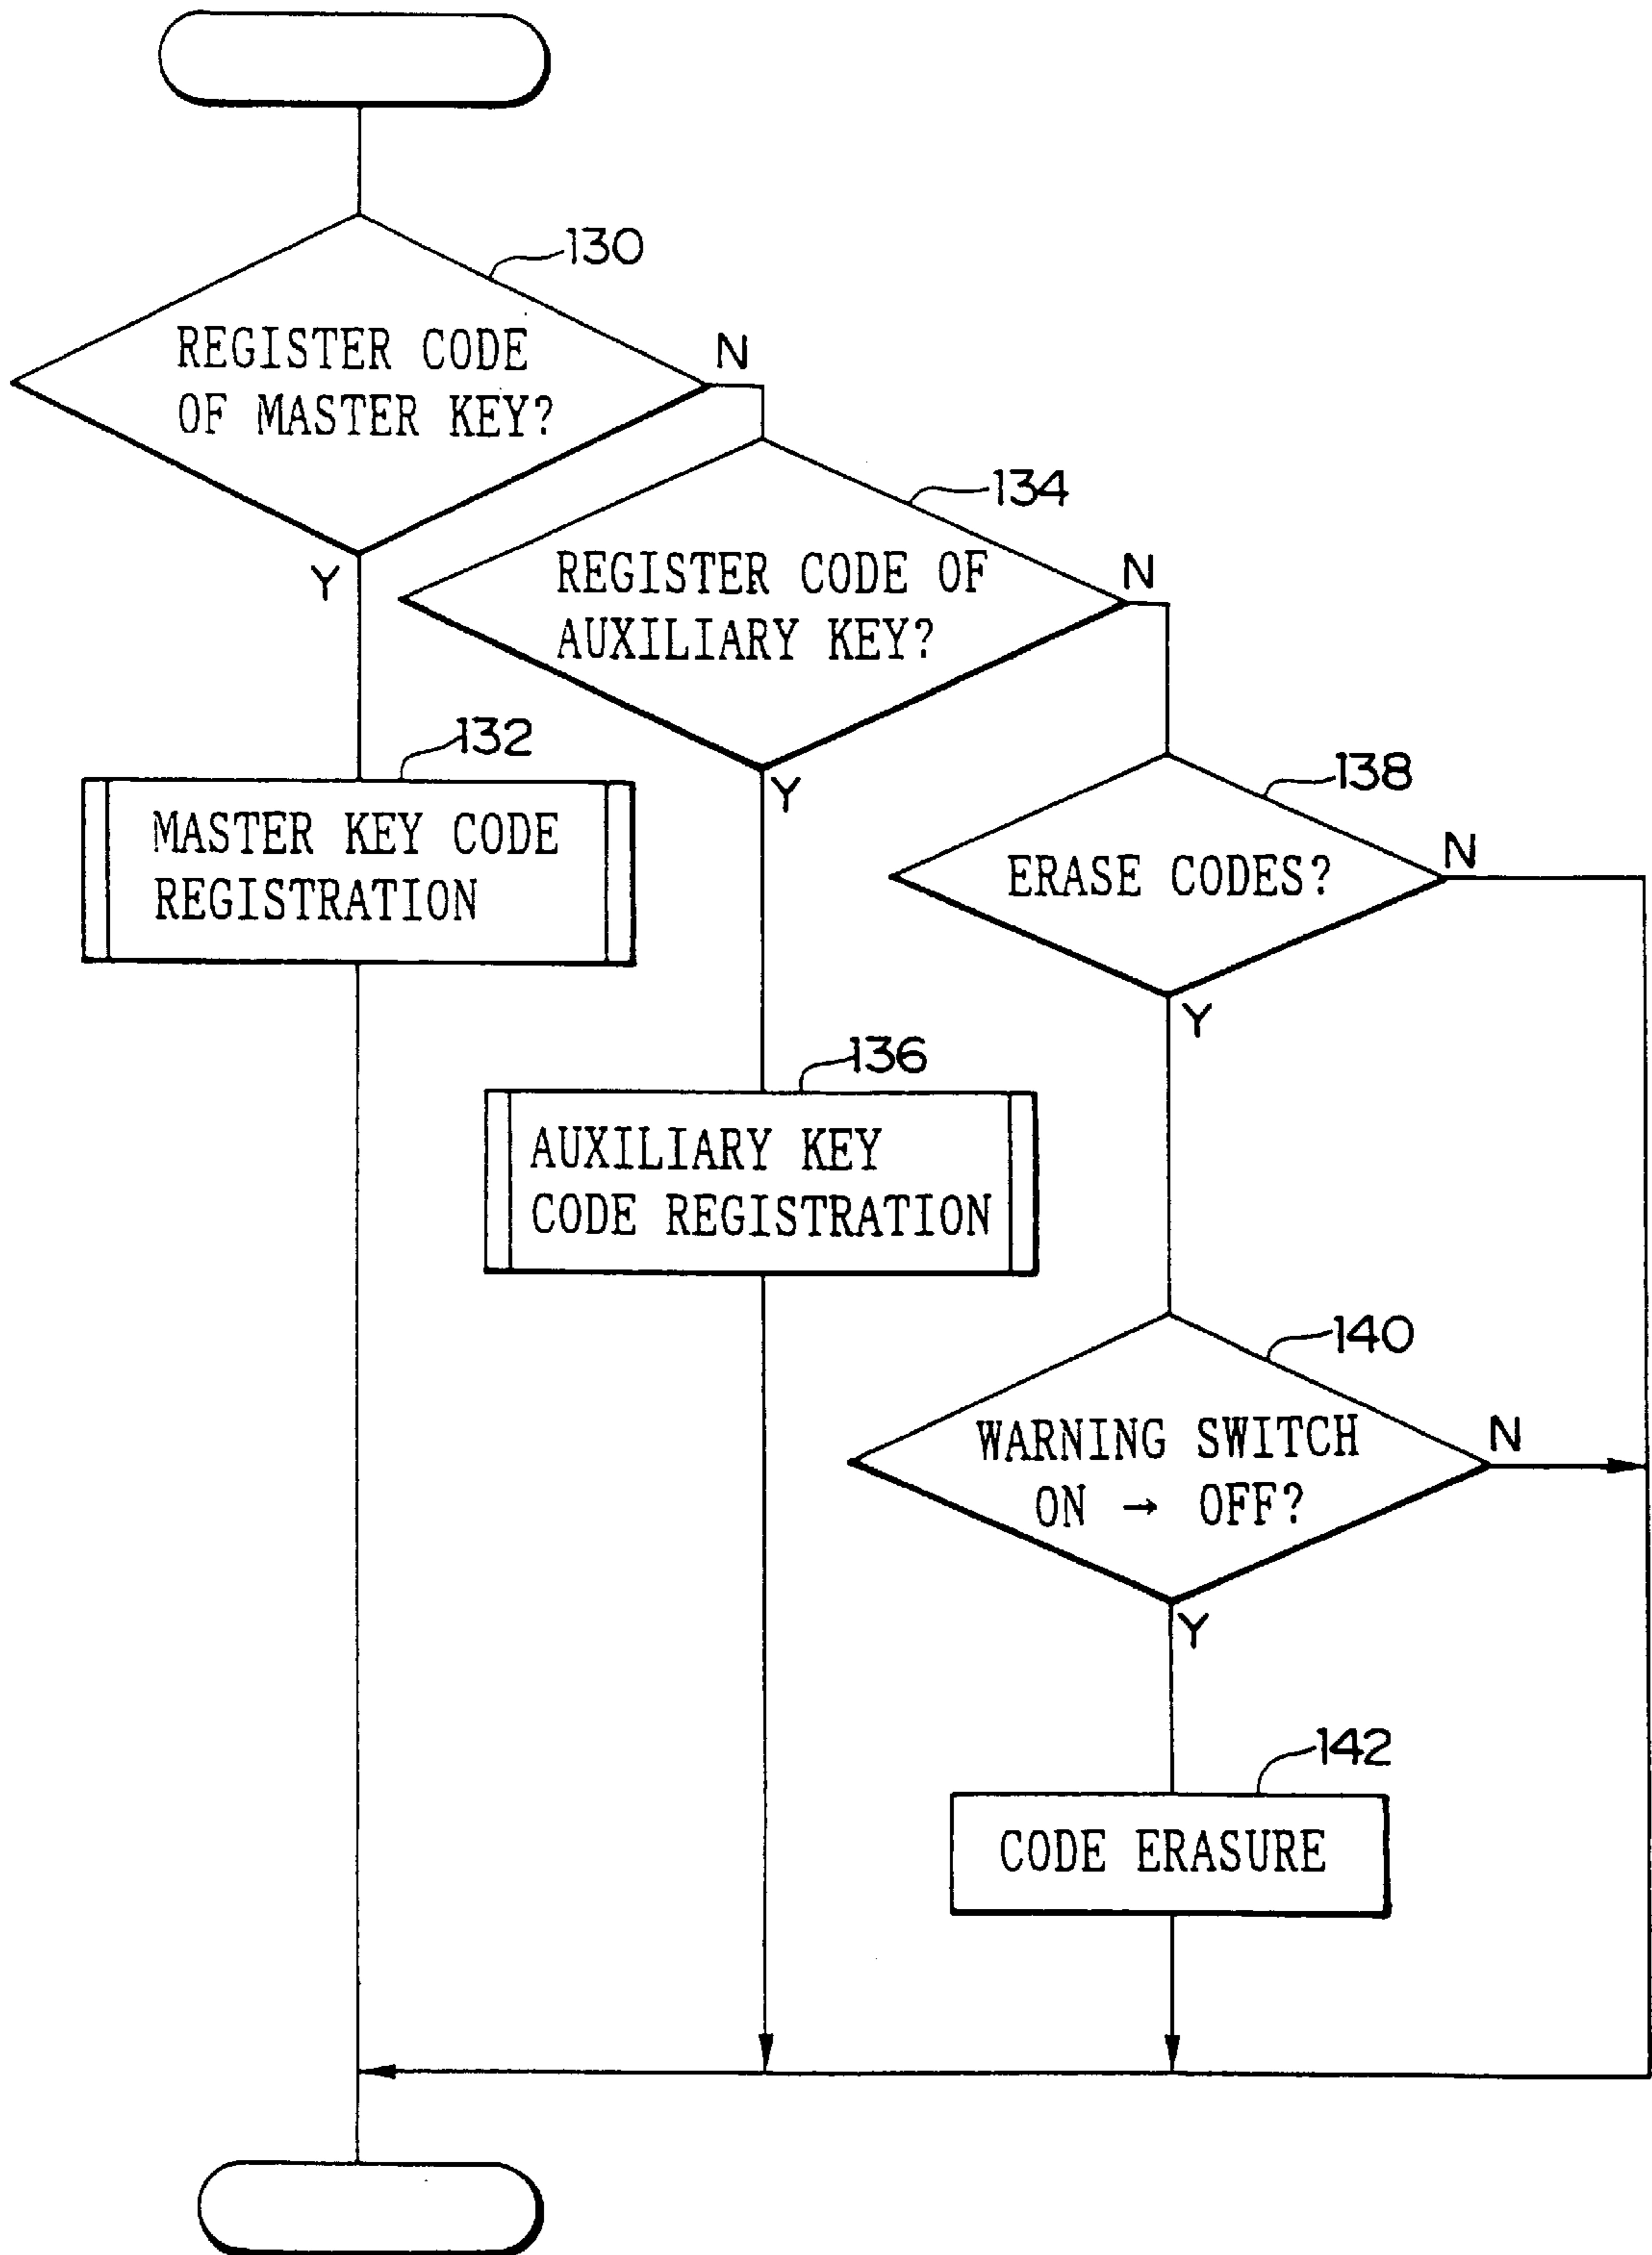 130
REGISTER CODE
OF MASTER KEY?
N
Y
134
REGISTER CODE OF
AUXILIARY KEY?
N
Y
132
MASTER KEY CODE
REGISTRATION
138
ERASE CODES?
N
Y
136
AUXILIARY KEY
CODE REGISTRATION
140
WARNING SWITCH
ON → OFF?
N
Y
142
CODE ERASURE